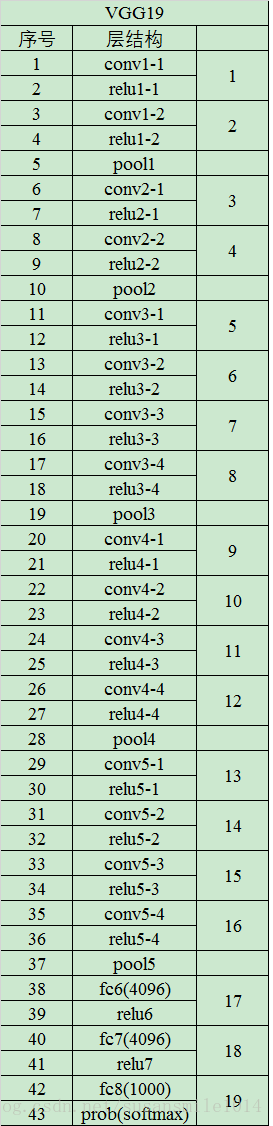 VGG19
序号 层结构
1 conv1-1 1
2 relu1-1
3 conv1-2 2
4 relu1-2
5 pool1
6 conv2-1 3
7 relu2-1
8 conv2-2 4
9 relu2-2
10 pool2
11 conv3-1 5
12 relu3-1
13 conv3-2 6
14 relu3-2
15 conv3-3 7
16 relu3-3
17 conv3-4 8
18 relu3-4
19 pool3
20 conv4-1 9
21 relu4-1
22 conv4-2 10
23 relu4-2
24 conv4-3 11
25 relu4-3
26 conv4-4 12
27 relu4-4
28 pool4
29 conv5-1 13
30 relu5-1
31 conv5-2 14
32 relu5-2
33 conv5-3 15
34 relu5-3
35 conv5-4 16
36 relu5-4
37 pool5
38 fc6(4096) 17
39 relu6
40 fc7(4096) 18
41 relu7
42 fc8(1000) 19
43 prob(softmax)